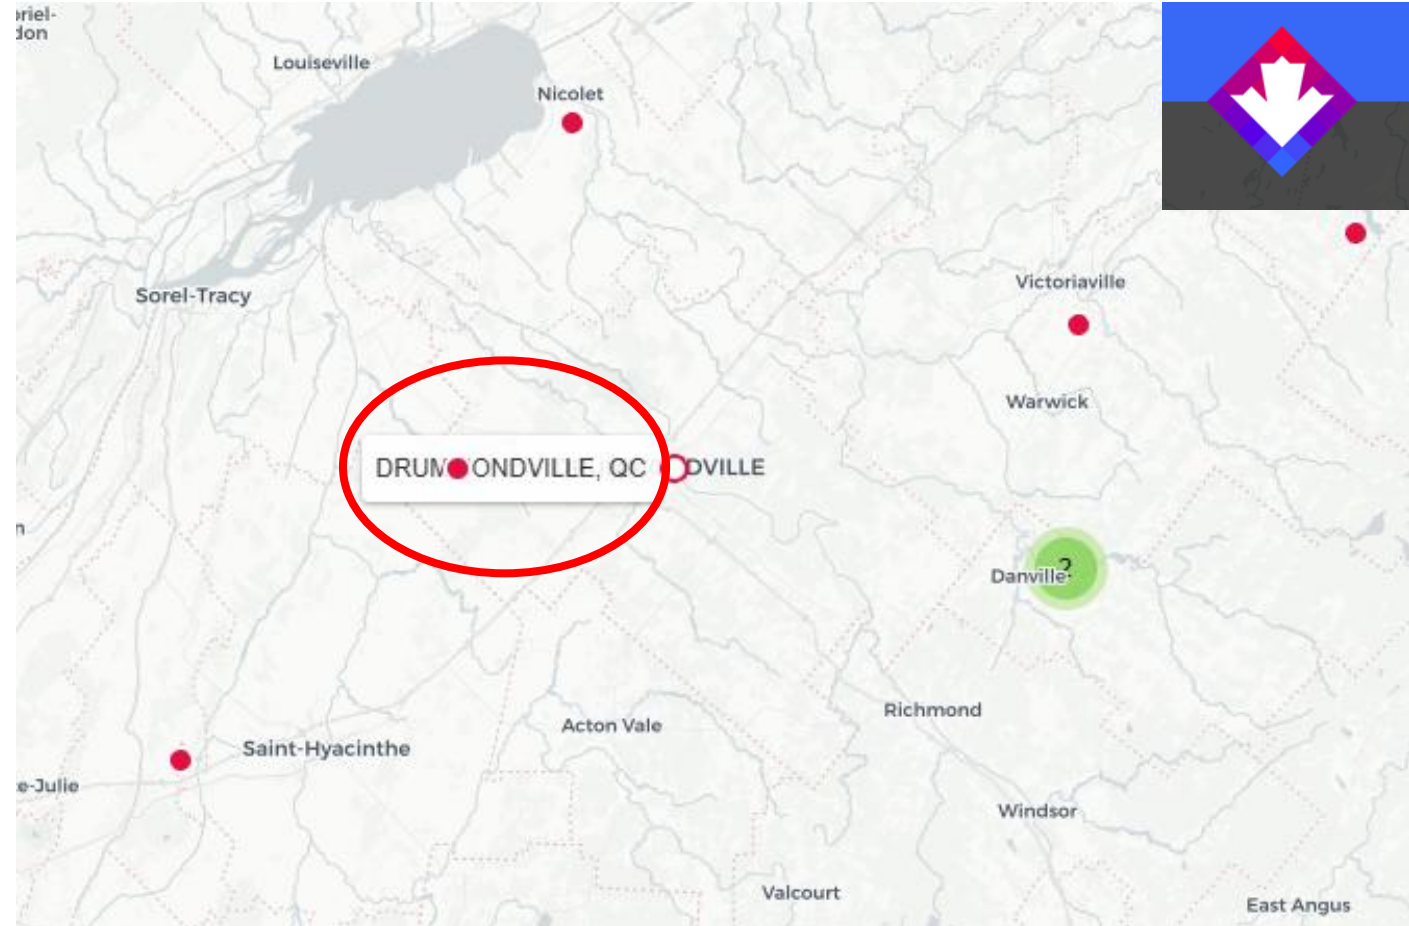 oriel-
don
Louiseville
Nicolet
Sorel-Tracy
Victoriaville
Warwick
DRUM ONDVILLE, QC DVILLE
n
Danville
2
Richmond
Acton Vale
Saint-Hyacinthe
e-Julie
Windsor
Valcourt
East Angus